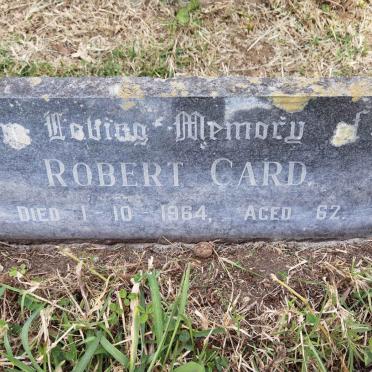 Loving Memory
ROBERT CARD.
DIED 1-10-1964, AGED 62.